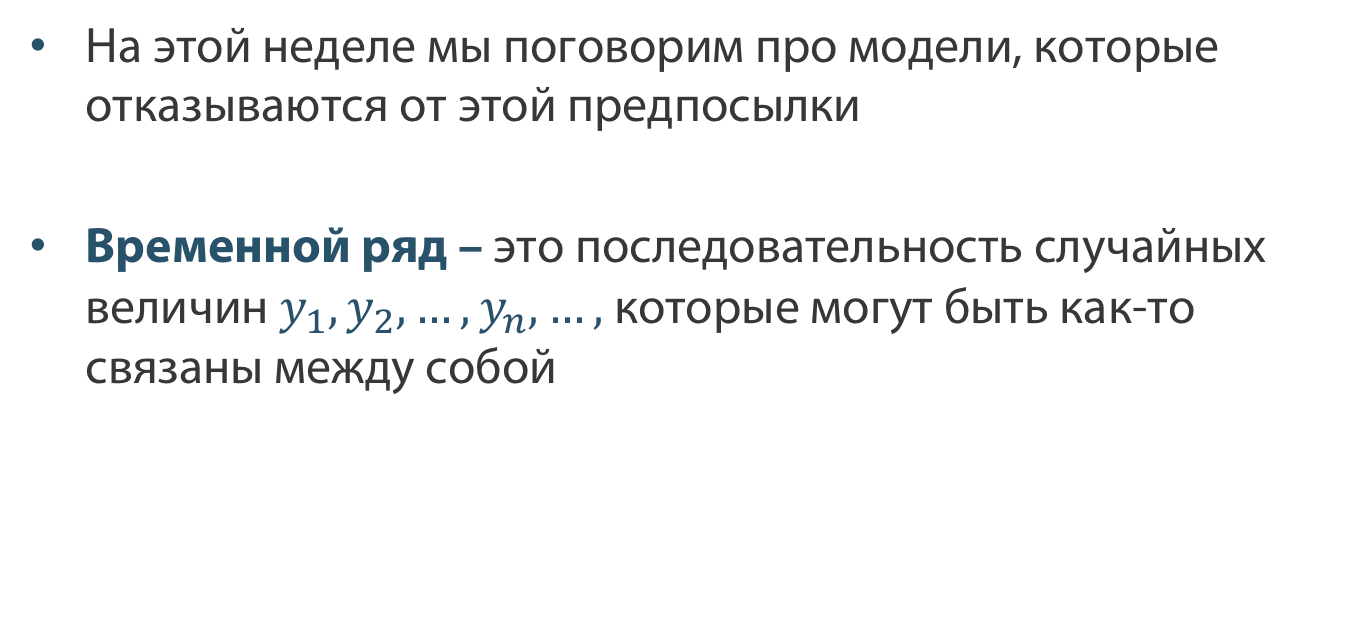 • На этой неделе мы поговорим про модели, которые
отказываются от этой предпосылки
• Временной ряд – это последовательность случайных
величин y₁, y₂, … , yₙ, … , которые могут быть как-то
связаны между собой